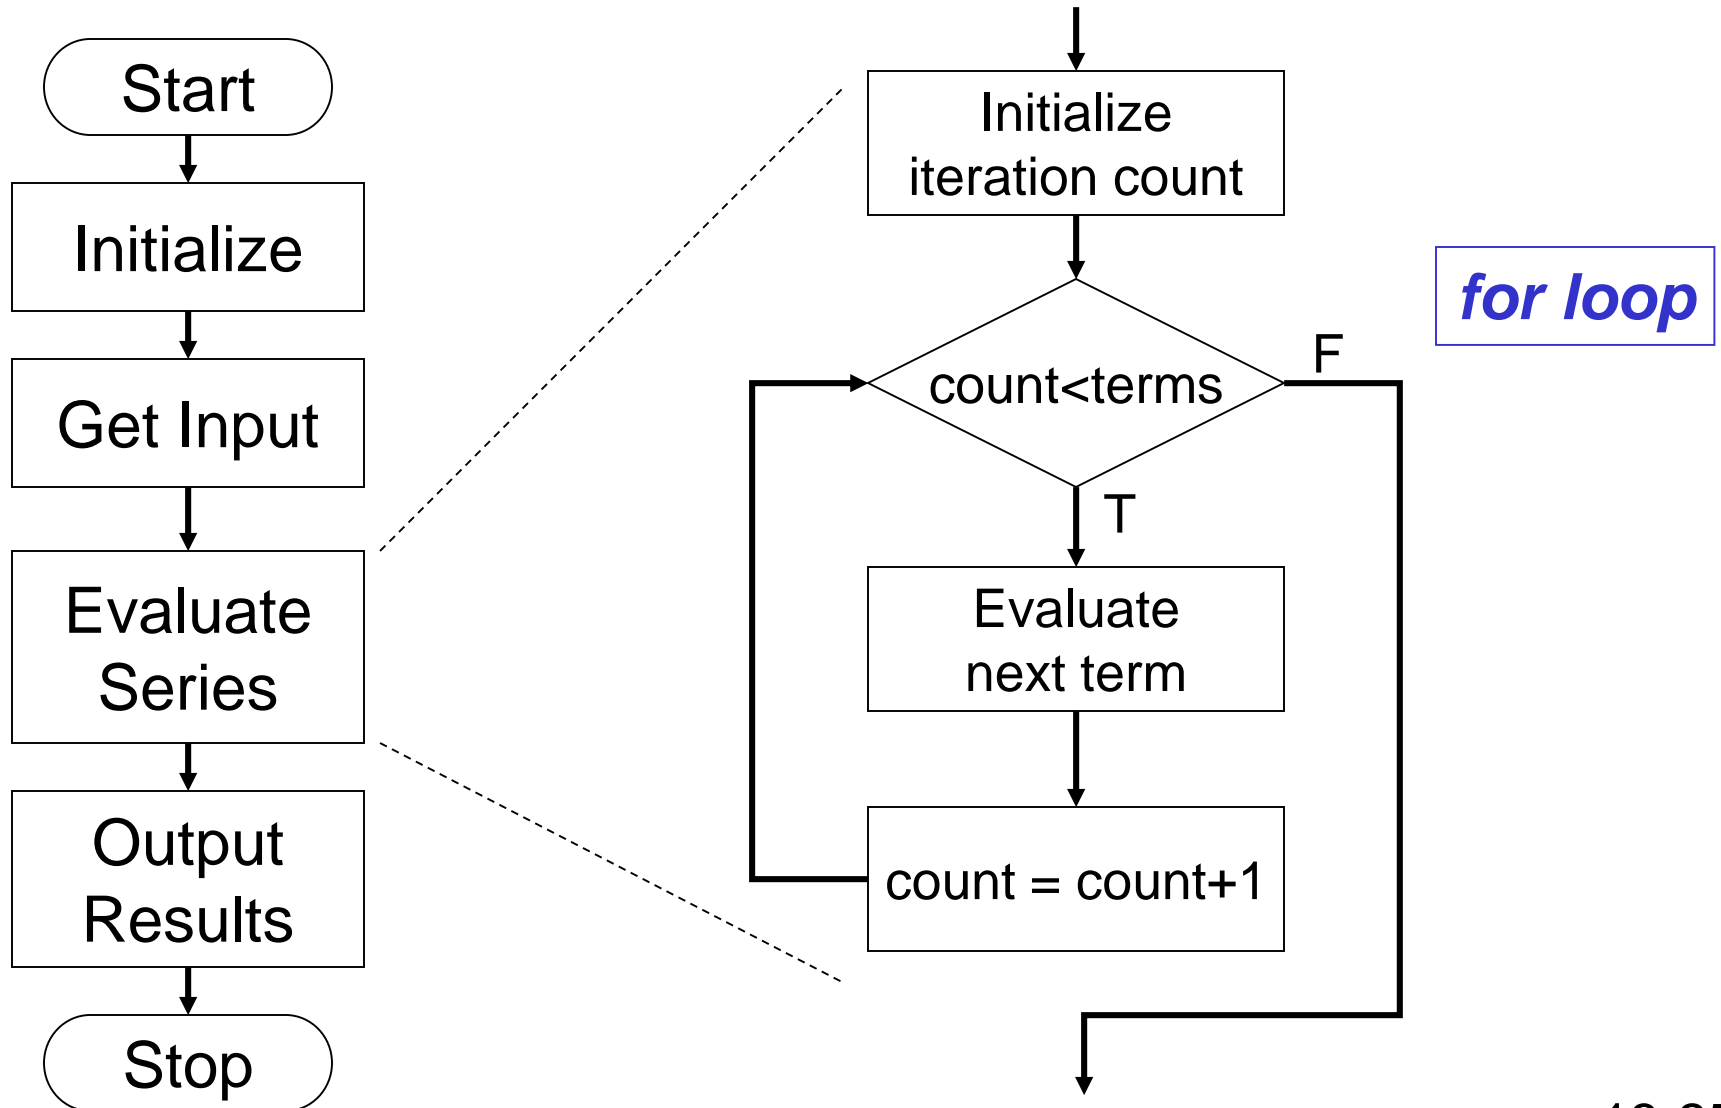 Start
Initialize
Get Input
Evaluate
Series
Output
Results
Stop
Initialize
iteration count
count<terms
F
T
Evaluate
next term
count = count+1
for loop